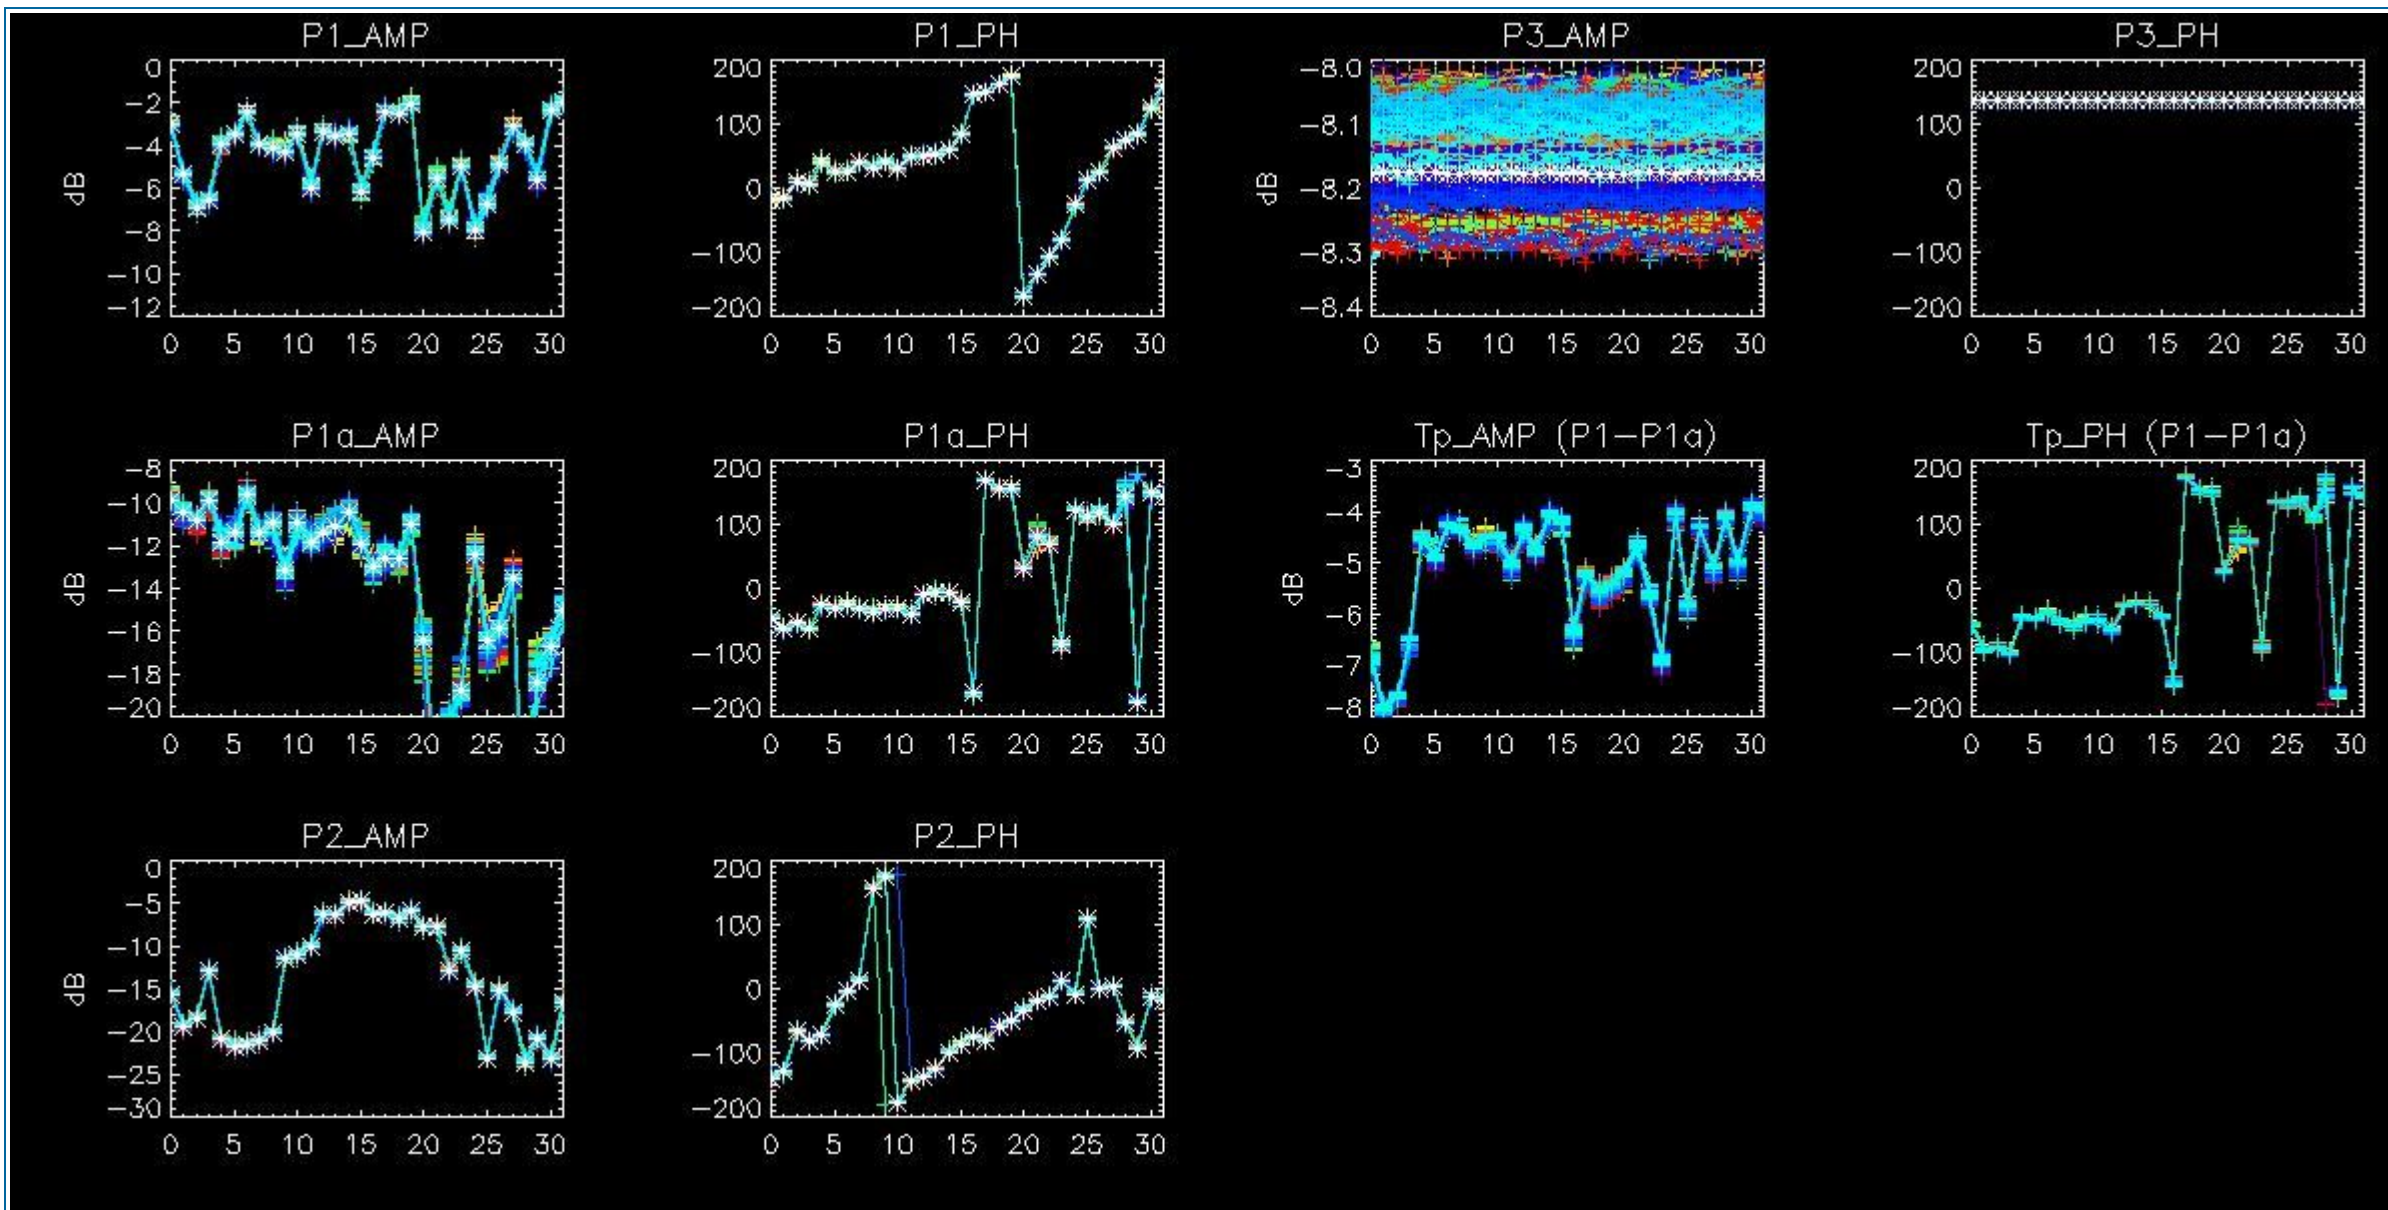 P1_AMP P1_PH P3_AMP P3_PH
0 200 -8.0 200
-2
100 -8.1 100
-4
dB -6 0 dB -8.2 0
-8
-100 -8.3 -100
-10
-12 -200 -8.4 -200
0 5 10 15 20 25 30 0 5 10 15 20 25 30 0 5 10 15 20 25 30 0 5 10 15 20 25 30
P1a_AMP P1a_PH Tp_AMP (P1-P1a) Tp_PH (P1-P1a)
-8 200 -3 200
-10
100 -4 100
-12
dB -14 0 dB -5 0
-16 -6
-100 -100
-18 -7
-20 -200 -8 -200
0 5 10 15 20 25 30 0 5 10 15 20 25 30 0 5 10 15 20 25 30 0 5 10 15 20 25 30
P2_AMP P2_PH
0 200
-5
100
-10
dB -15 0
-20
-100
-25
-30 -200
0 5 10 15 20 25 30 0 5 10 15 20 25 30